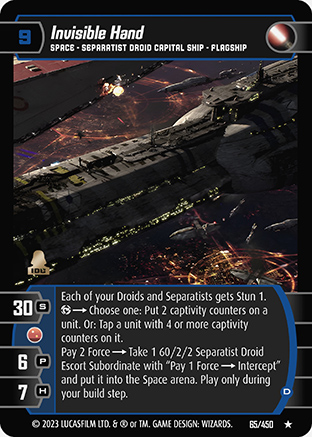 9
Invisible Hand
SPACE - SEPARATIST DROID CAPITAL SHIP - FLAGSHIP
IDC
30 S
6 P
7 H
Each of your Droids and Separatists gets Stun 1.
→ Choose one: Put 2 captivity counters on a
unit. Or: Tap a unit with 4 or more captivity
counters on it.
Pay 2 Force → Take 1 60/2/2 Separatist Droid
Escort Subordinate with "Pay 1 Force → Intercept"
and put it into the Space arena. Play only during
your build step.
D
© 2023 LUCASFILM LTD. & ® or TM. GAME DESIGN: WIZARDS.
65/450 ★